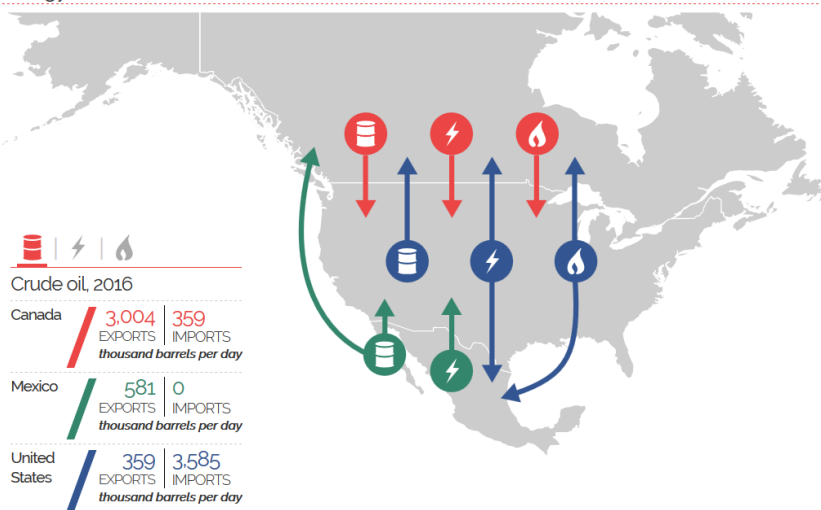 Crude oil, 2016
Canada
3,004 359
EXPORTS IMPORTS
thousand barrels per day
Mexico
581 0
EXPORTS IMPORTS
thousand barrels per day
United States
359 3,585
EXPORTS IMPORTS
thousand barrels per day